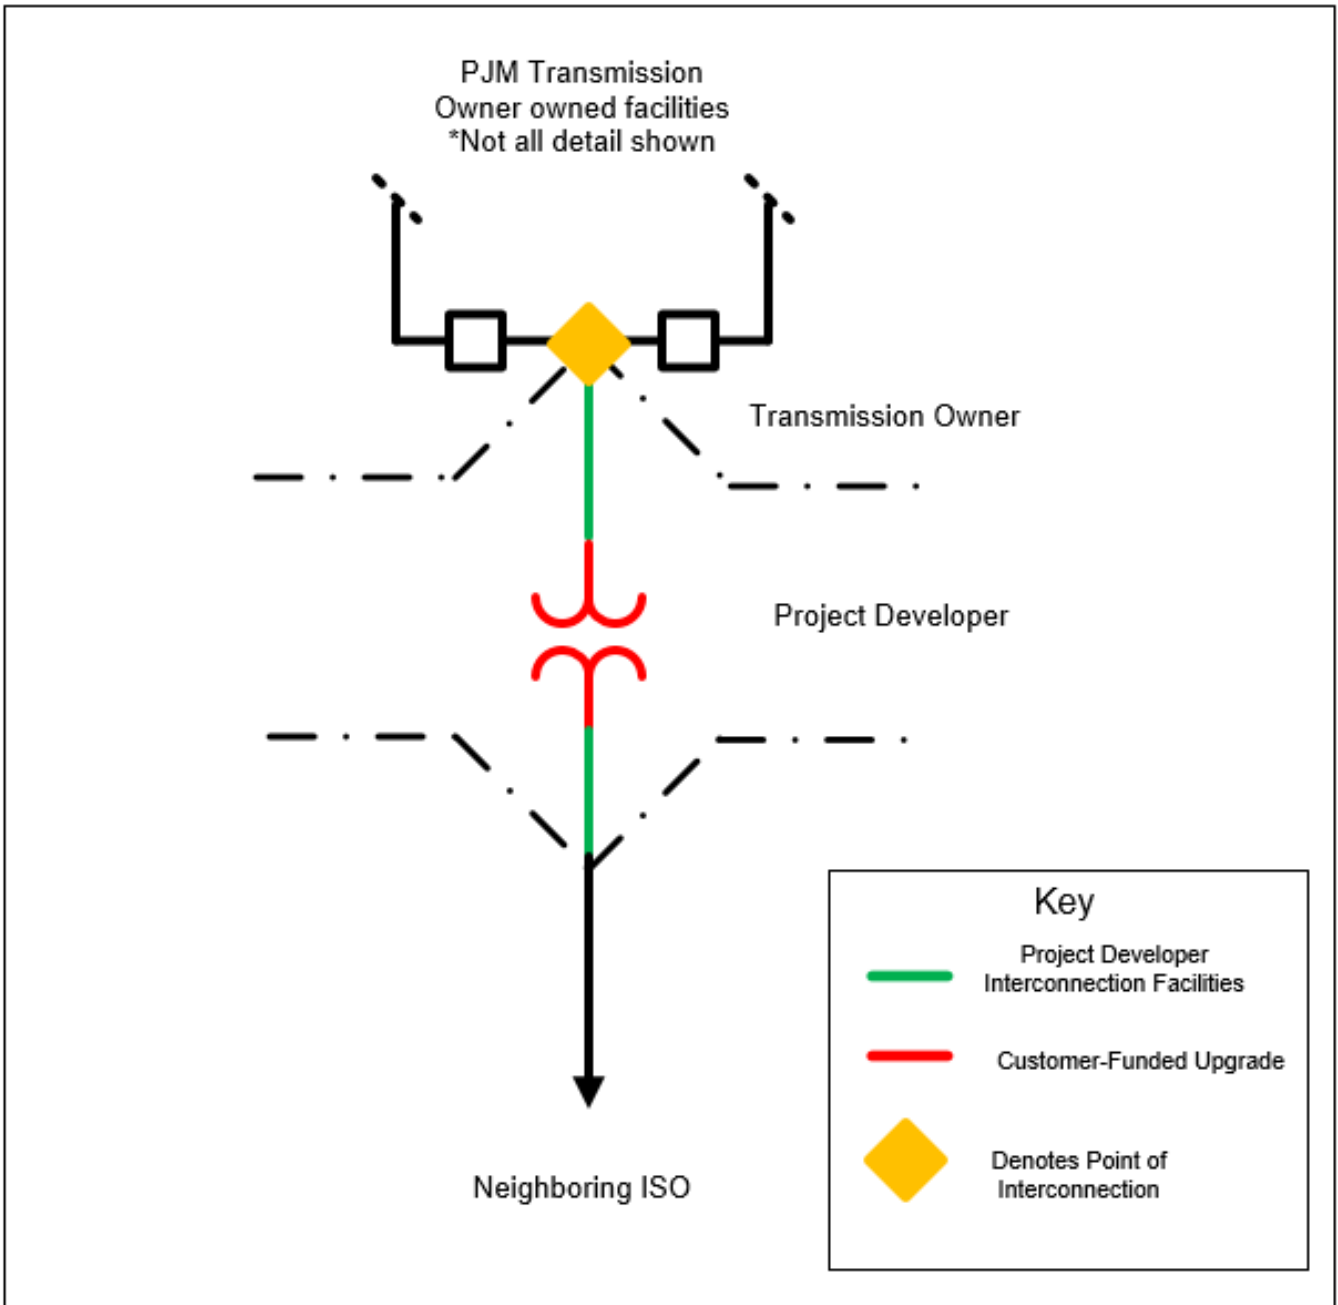 PJM Transmission
Owner owned facilities
*Not all detail shown
Transmission Owner
Project Developer
Neighboring ISO
Key
Project Developer
Interconnection Facilities
Customer-Funded Upgrade
Denotes Point of
Interconnection